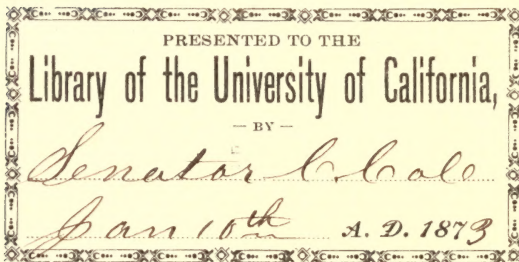 PRESENTED TO THE
Library of the University of California,
— BY —
Senator C. Cole
Jan 10th A. D. 1873